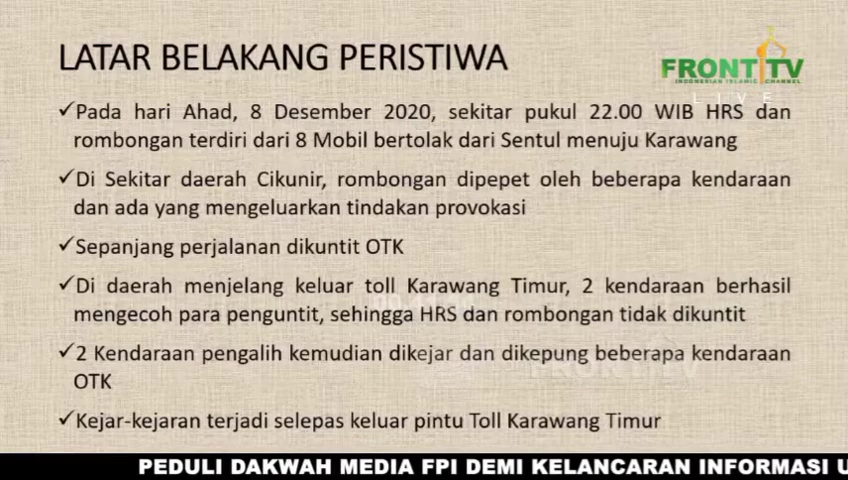 LATAR BELAKANG PERISTIWA
FRONT TV
INDONESIAN ISLAMIC CHANNEL
LIVE
✓Pada hari Ahad, 8 Desember 2020, sekitar pukul 22.00 WIB HRS dan
rombongan terdiri dari 8 Mobil bertolak dari Sentul menuju Karawang
✓Di Sekitar daerah Cikunir, rombongan dipepet oleh beberapa kendaraan
dan ada yang mengeluarkan tindakan provokasi
✓Sepanjang perjalanan dikuntit OTK
✓Di daerah menjelang keluar toll Karawang Timur, 2 kendaraan berhasil
mengecoh para penguntit, sehingga HRS dan rombongan tidak dikuntit
✓2 Kendaraan pengalih kemudian dikejar dan dikepung beberapa kendaraan
OTK
FRONT TV
✓Kejar-kejaran terjadi selepas keluar pintu Toll Karawang Timur
PEDULI DAKWAH MEDIA FPI DEMI KELANCARAN INFORMASI U